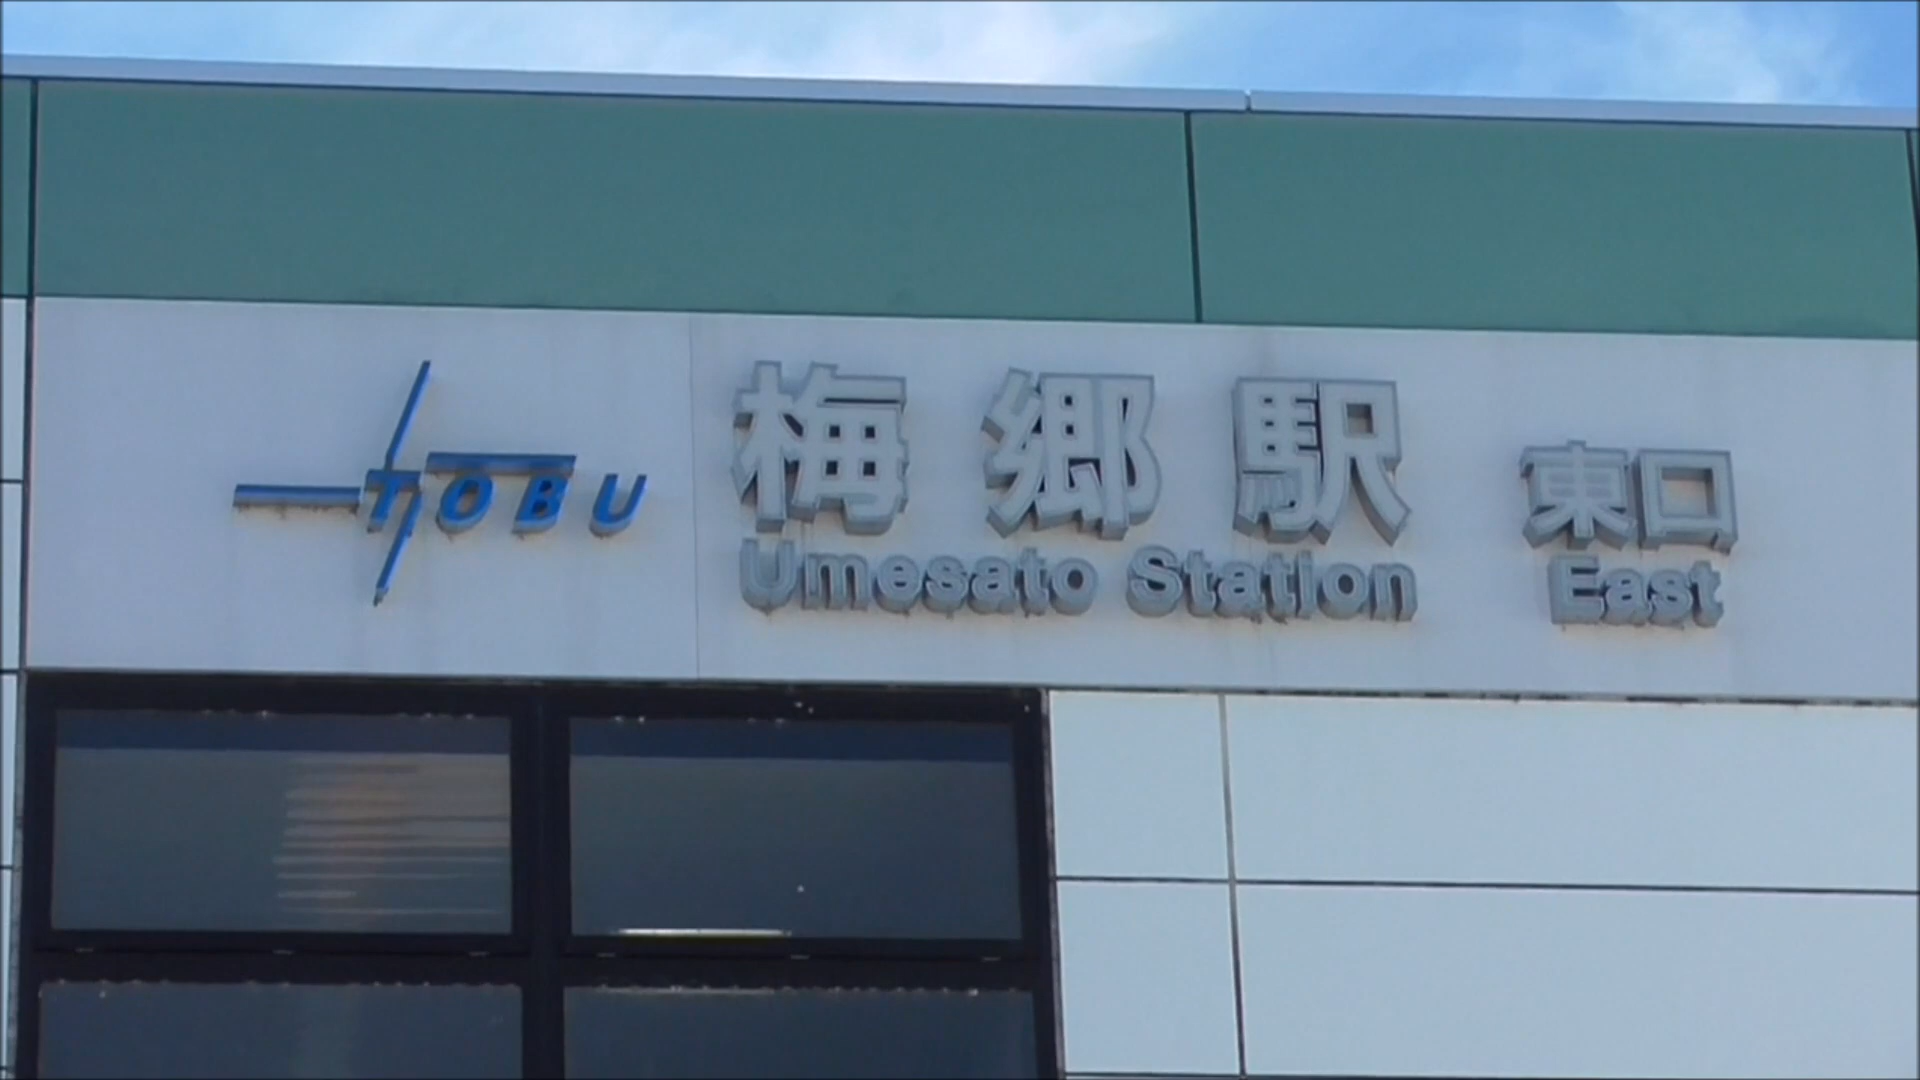 TOBU
梅郷駅 東口
Umesato Station East